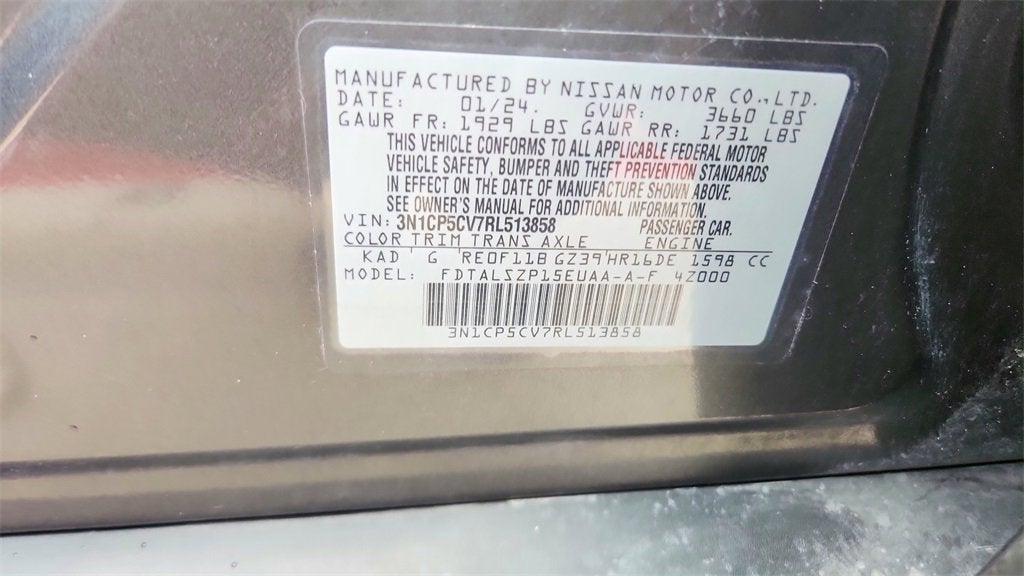 MANUFACTURED BY NISSAN MOTOR CO.,LTD.
DATE: 01/24. GVWR: 3660 LBS
GAWR FR: 1929 LBS GAWR RR: 1731 LBS
THIS VEHICLE CONFORMS TO ALL APPLICABLE FEDERAL MOTOR
VEHICLE SAFETY, BUMPER AND THEFT PREVENTION STANDARDS
IN EFFECT ON THE DATE OF MANUFACTURE SHOWN ABOVE.
SEE OWNER'S MANUAL FOR ADDITIONAL INFORMATION.
VIN: 3N1CP5CV7RL513858 PASSENGER CAR.
COLOR TRIM TRANS AXLE ENGINE
KAD G RE0F11B GZ39 HR16DE 1598 CC
MODEL: FDTALSZP15EUAA-A-F 4Z000
3N1CP5CV7RL513858